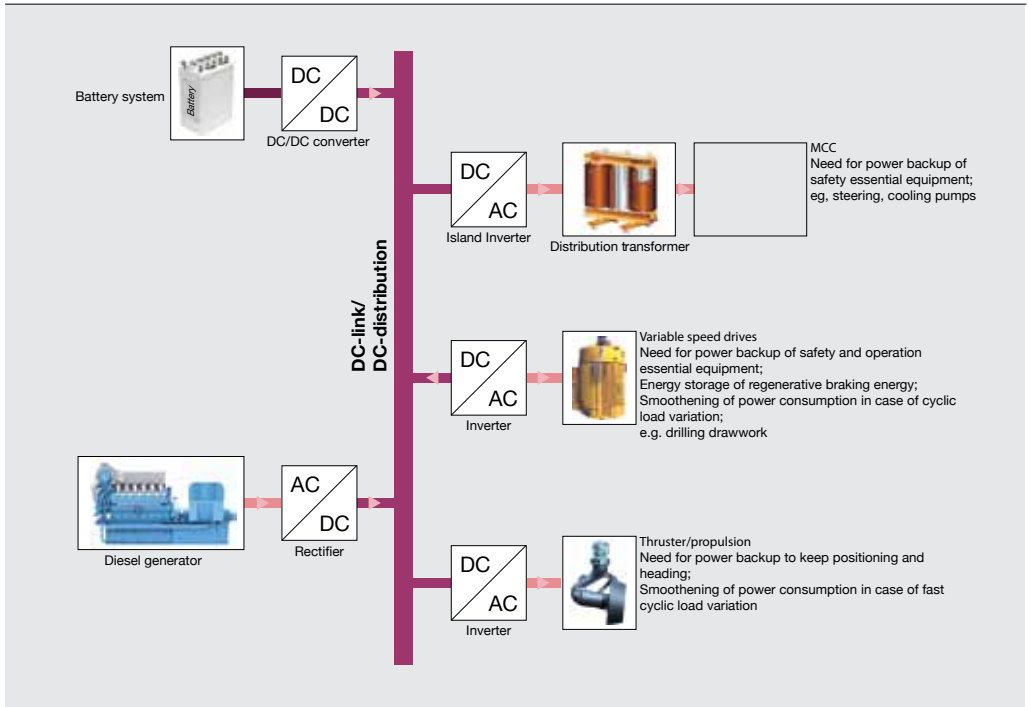 Battery system
Battery
DC
DC
DC/DC converter
DC
AC
Island Inverter
Distribution transformer
MCC
Need for power backup of
safety essential equipment;
eg, steering, cooling pumps
DC-link/
DC-distribution
DC
AC
Inverter
Variable speed drives
Need for power backup of safety and operation
essential equipment;
Energy storage of regenerative braking energy;
Smoothening of power consumption in case of cyclic
load variation;
e.g. drilling drawwork
Diesel generator
AC
DC
Rectifier
DC
AC
Inverter
Thruster/propulsion
Need for power backup to keep positioning and
heading;
Smoothening of power consumption in case of fast
cyclic load variation